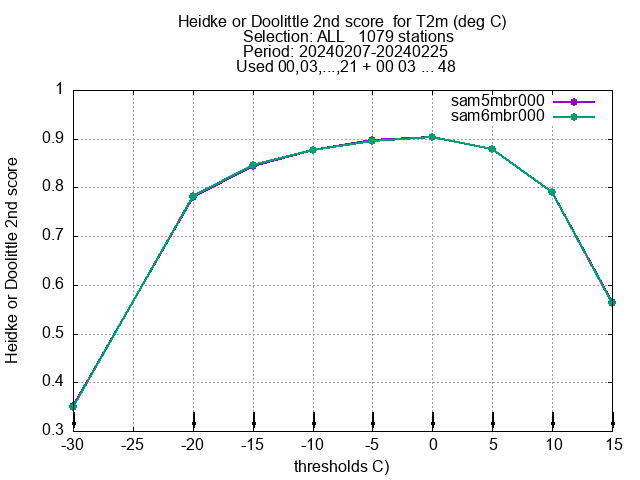 Heidke or Doolittle 2nd score  for T2m (deg C)
Selection: ALL   1079 stations
Period: 20240207-20240225
Used 00,03,...,21 + 00 03 ... 48
sam5mbr000
sam6mbr000
Heidke or Doolittle 2nd score
1
0.9
0.8
0.7
0.6
0.5
0.4
0.3
-30 -20 -15 -10 -5 0 5 10 15
thresholds C)